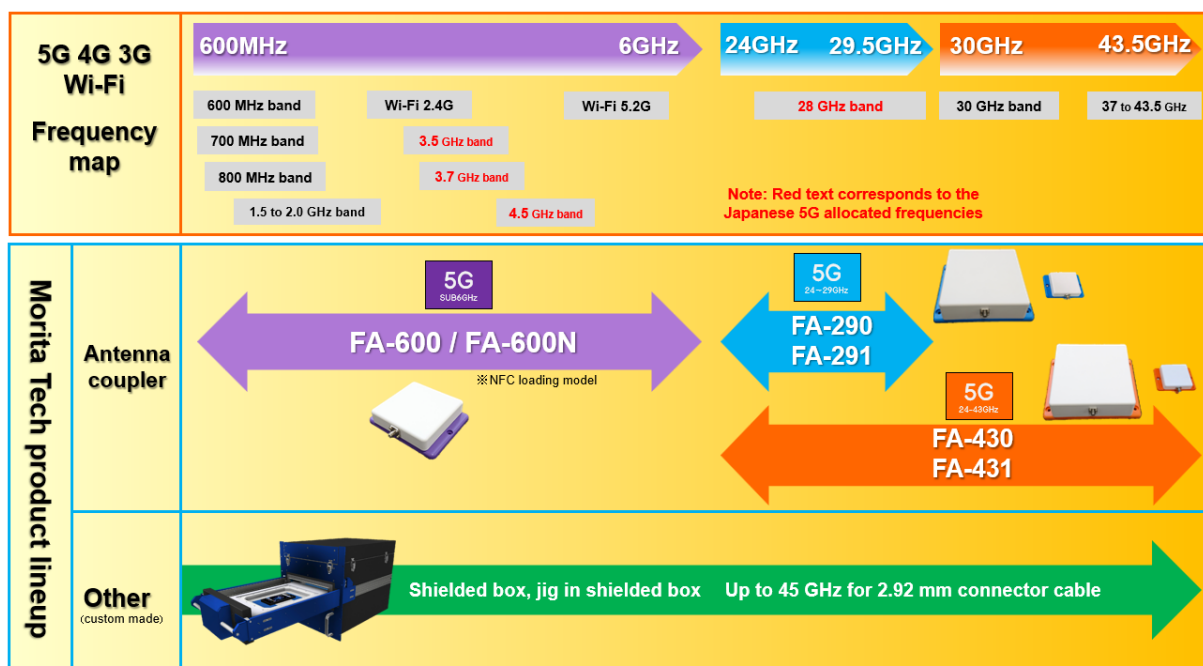 5G 4G 3G
Wi-Fi
Frequency
map
600MHz
6GHz
24GHz
29.5GHz
30GHz
43.5GHz
600 MHz band
Wi-Fi 2.4G
Wi-Fi 5.2G
28 GHz band
30 GHz band
37 to 43.5 GHz
700 MHz band
3.5 GHz band
800 MHz band
3.7 GHz band
1.5 to 2.0 GHz band
4.5 GHz band
Note: Red text corresponds to the
Japanese 5G allocated frequencies
Morita Tech product lineup
Antenna
coupler
5G
SUB6GHz
FA-600 / FA-600N
※NFC loading model
5G
24~29GHz
FA-290
FA-291
5G
24-43GHz
FA-430
FA-431
Other
(custom made)
Shielded box, jig in shielded box
Up to 45 GHz for 2.92 mm connector cable